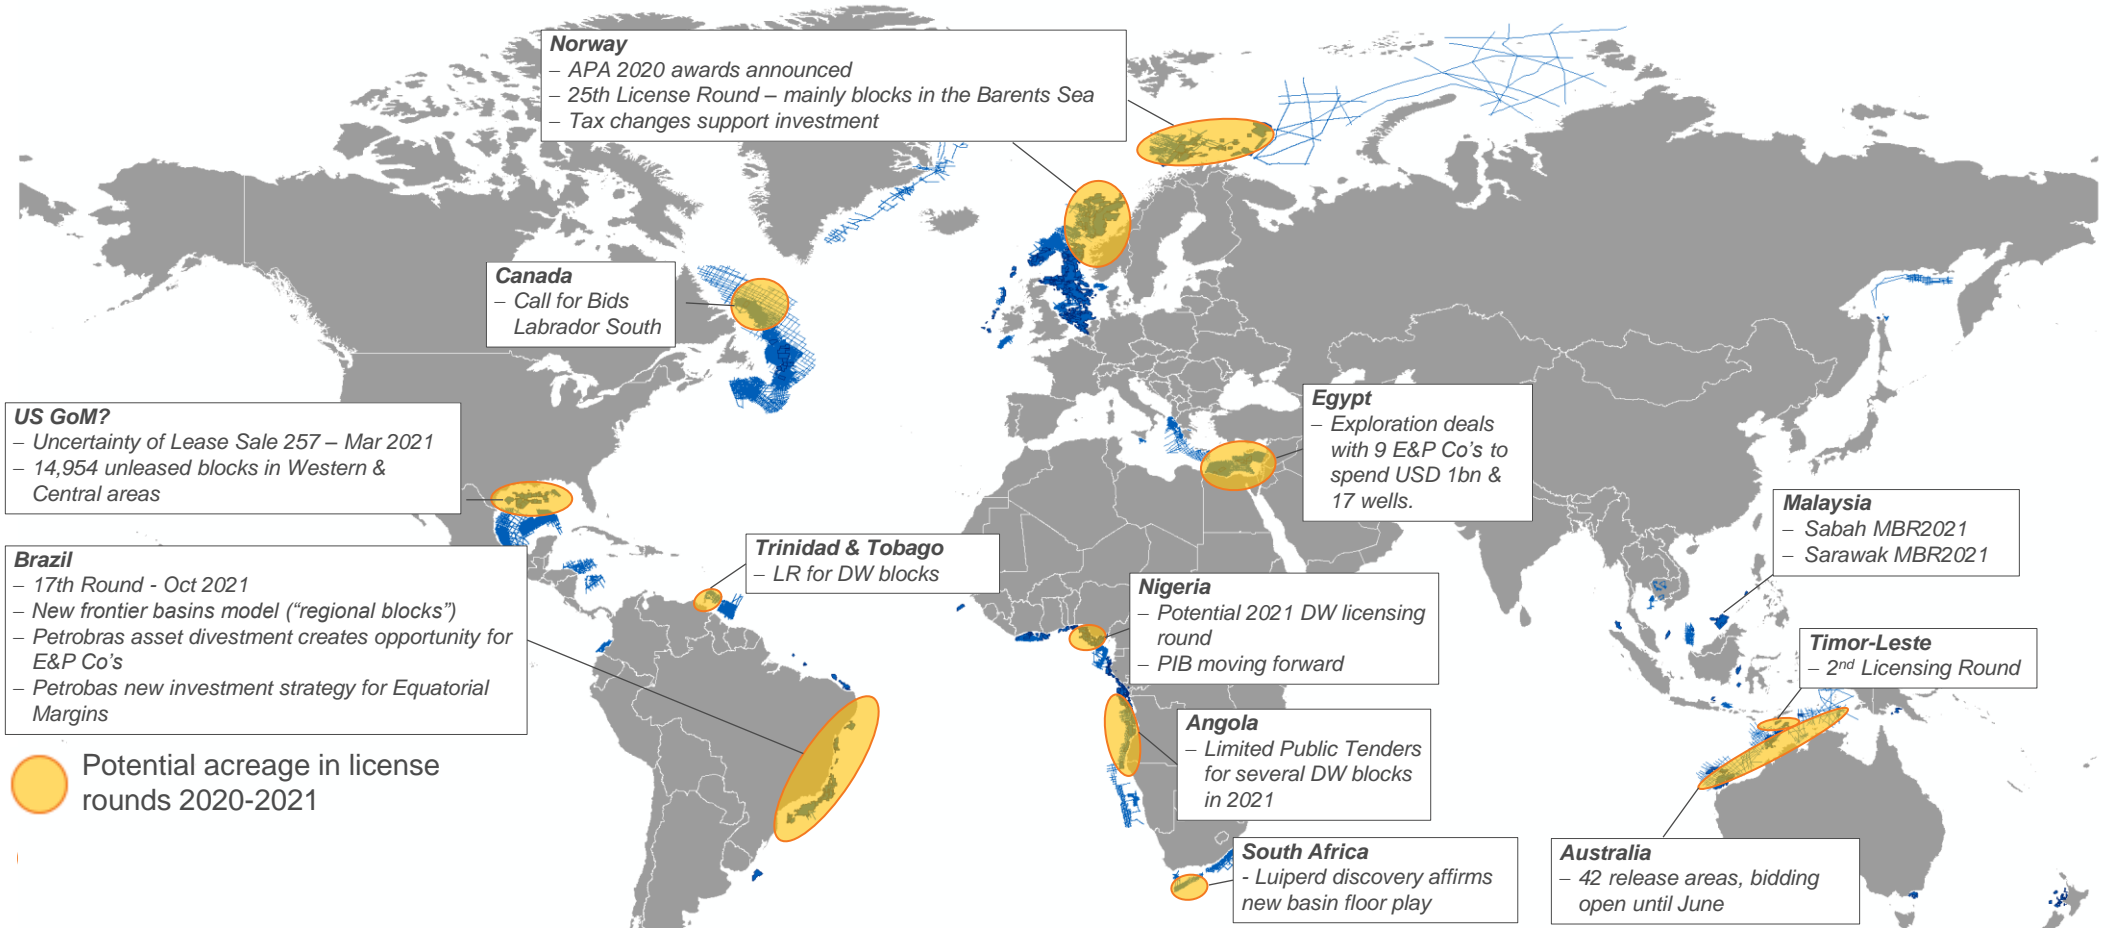 Norway
– APA 2020 awards announced
– 25th License Round – mainly blocks in the Barents Sea
– Tax changes support investment
Canada
– Call for Bids
Labrador South
US GoM?
– Uncertainty of Lease Sale 257 – Mar 2021
– 14,954 unleased blocks in Western &
Central areas
Egypt
– Exploration deals
with 9 E&P Co's to
spend USD 1bn &
17 wells.
Malaysia
– Sabah MBR2021
– Sarawak MBR2021
Brazil
– 17th Round - Oct 2021
– New frontier basins model (“regional blocks”)
– Petrobras asset divestment creates opportunity for
E&P Co's
– Petrobas new investment strategy for Equatorial
Margins
Trinidad & Tobago
– LR for DW blocks
Nigeria
– Potential 2021 DW licensing
round
– PIB moving forward
Timor-Leste
– 2nd Licensing Round
Angola
– Limited Public Tenders
for several DW blocks
in 2021
Potential acreage in license
rounds 2020-2021
South Africa
- Luiperd discovery affirms
new basin floor play
Australia
– 42 release areas, bidding
open until June